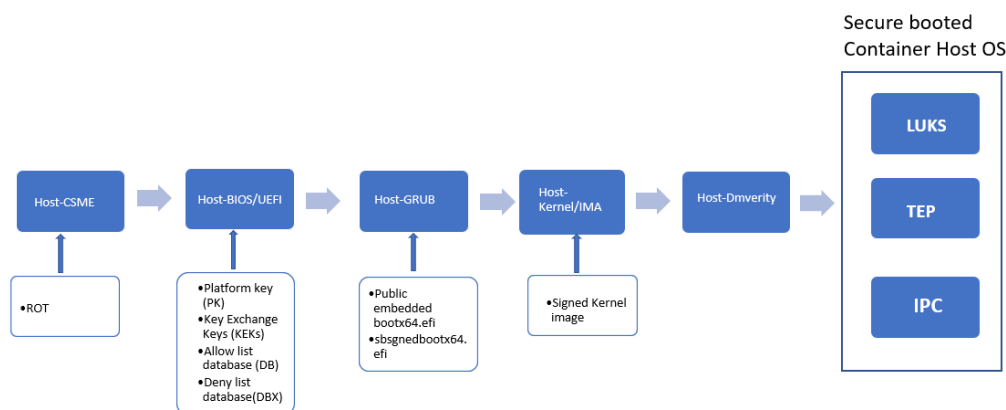 Secure booted
Container Host OS
LUKS
TEP
IPC
Host-CSME
Host-BIOS/UEFI
Host-GRUB
Host-
Kernel/IMA
Host-Dmverity
•ROT
•Platform key
(PK)
•Key Exchange
Keys (KEKs)
•Allow list
database (DB)
•Deny list
database(DBX)
•Public
embedded
bootx64.efi
•sbsgnedbootx64.
efi
•Signed Kernel
image